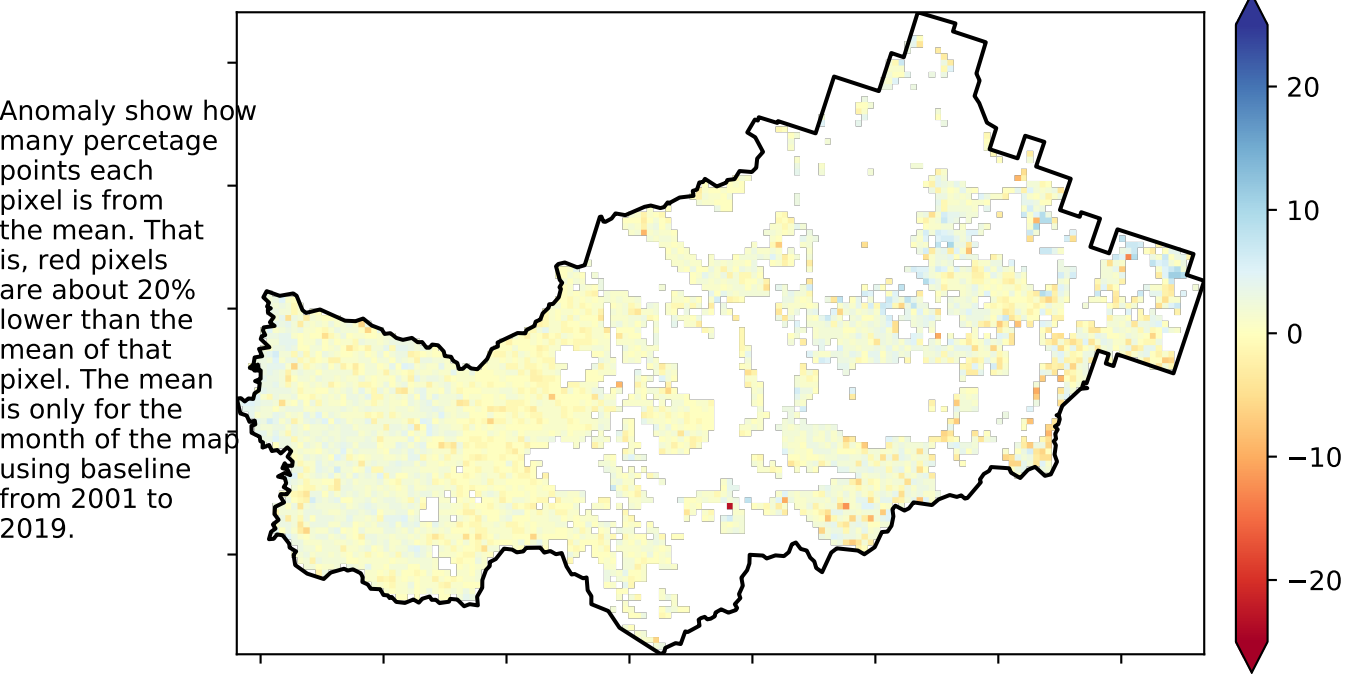 Anomaly show how
many percetage
points each
pixel is from
the mean. That
is, red pixels
are about 20%
lower than the
mean of that
pixel. The mean
is only for the
month of the map
using baseline
from 2001 to
2019.
20
10
0
−10
−20